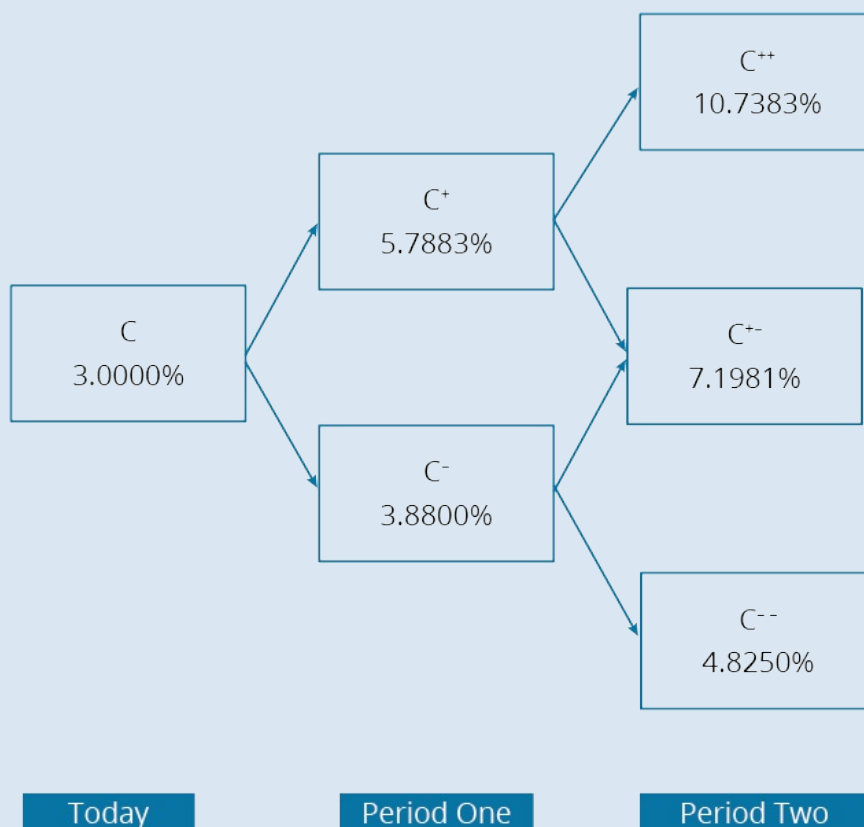 C⁺⁺
10.7383%
C⁺
5.7883%
C
3.0000%
C⁺⁻
7.1981%
C⁻
3.8800%
C⁻⁻
4.8250%
Today
Period One
Period Two